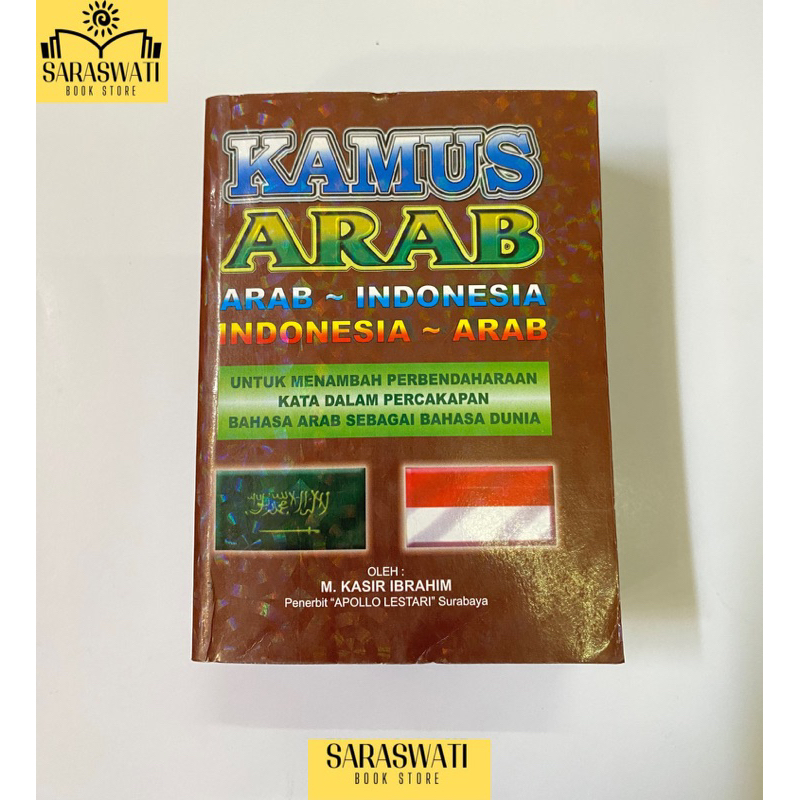 SARASWATI
BOOK STORE
KAMUS
ARAB
ARAB ~ INDONESIA
INDONESIA ~ ARAB
UNTUK MENAMBAH PERBENDAHARAAN
KATA DALAM PERCAKAPAN
BAHASA ARAB SEBAGAI BAHASA DUNIA
OLEH :
M. KASIR IBRAHIM
Penerbit "APOLLO LESTARI" Surabaya
SARASWATI
BOOK STORE